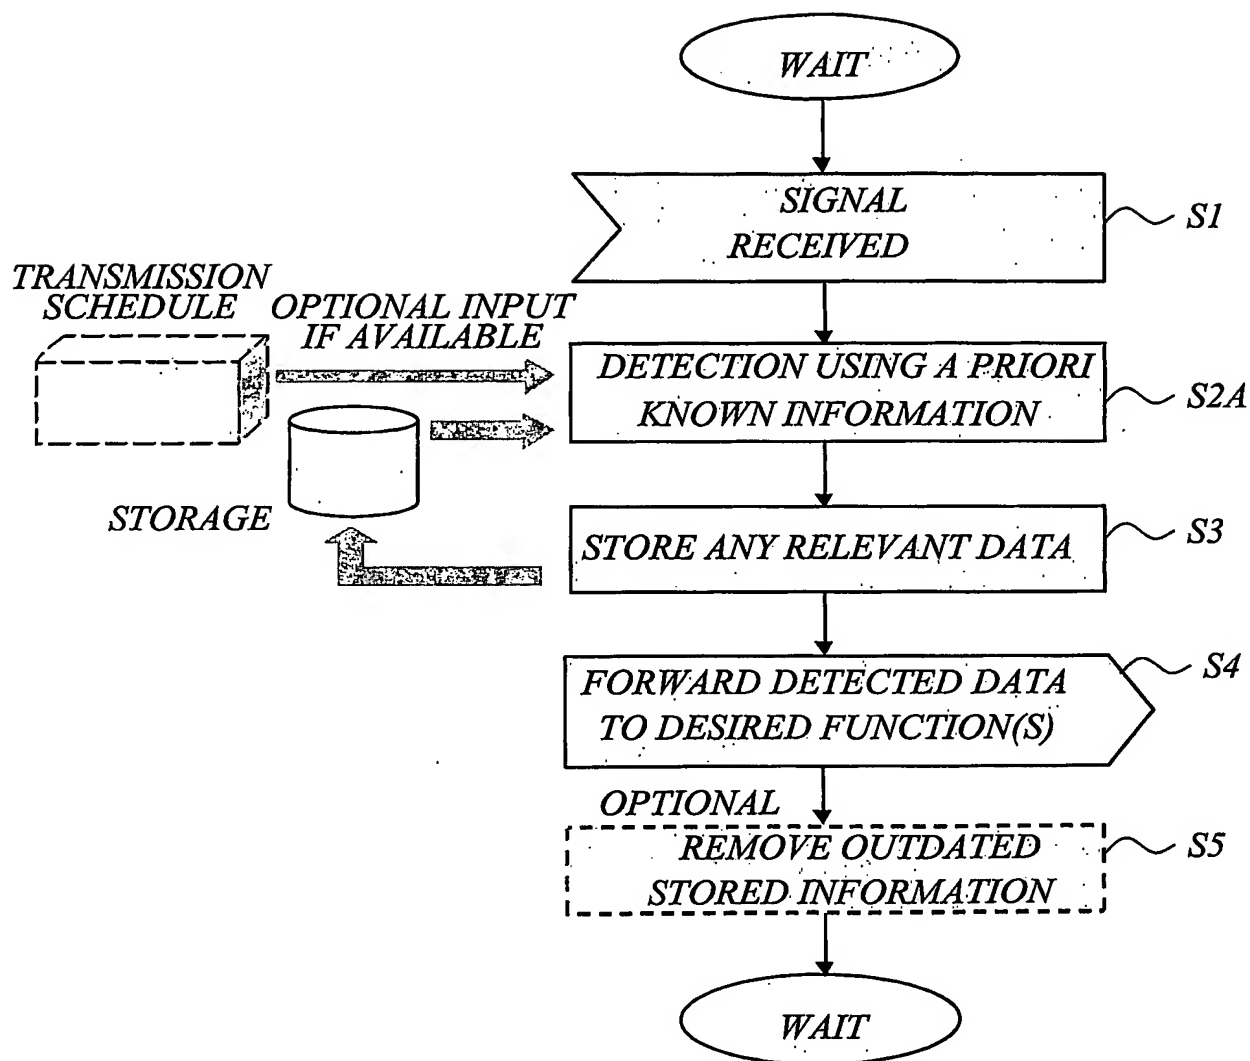 WAIT
SIGNAL
RECEIVED
S1
TRANSMISSION
SCHEDULE
OPTIONAL INPUT
IF AVAILABLE
DETECTION USING A PRIORI
KNOWN INFORMATION
S2A
STORAGE
STORE ANY RELEVANT DATA
S3
FORWARD DETECTED DATA
TO DESIRED FUNCTION(S)
S4
OPTIONAL
REMOVE OUTDATED
STORED INFORMATION
S5
WAIT